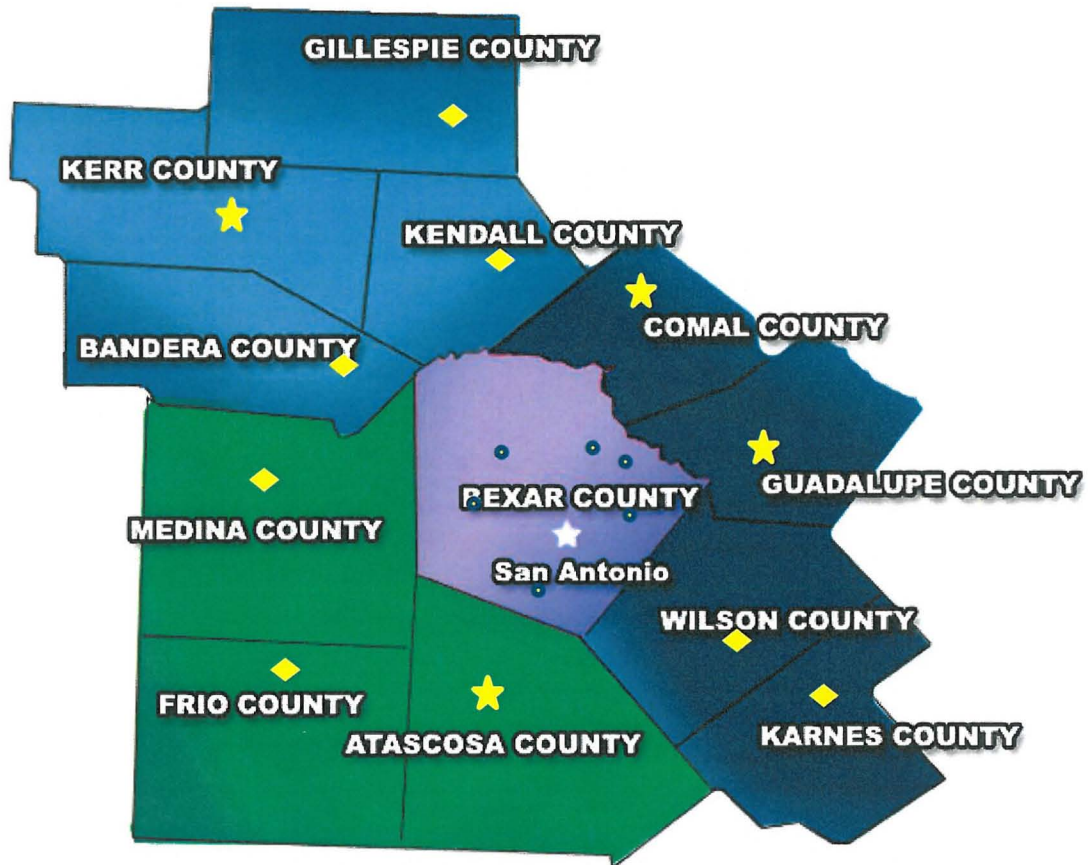 GILLESPIE COUNTY
KERR COUNTY
KENDALL COUNTY
COMAL COUNTY
BANDERA COUNTY
GUADALUPE COUNTY
BEXAR COUNTY
MEDINA COUNTY
San Antonio
WILSON COUNTY
FRIO COUNTY
ATASCOSA COUNTY
KARNES COUNTY